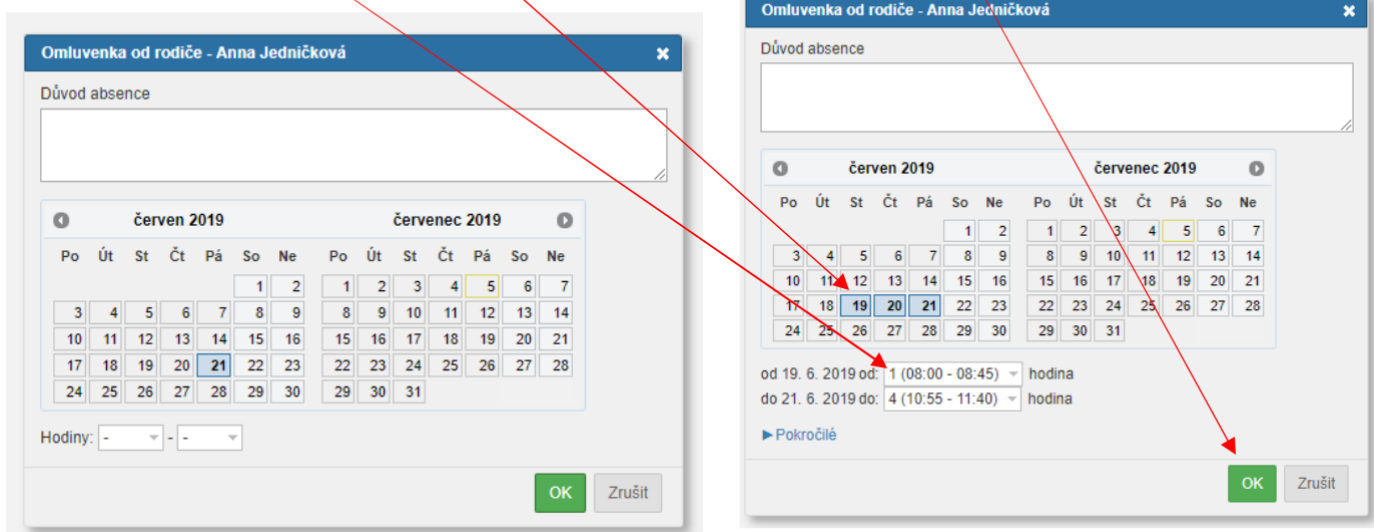 Omluvenka od rodiče - Anna Jedničková
Důvod absence
červen 2019 červenec 2019
Po Út St Čt Pá So Ne Po Út St Čt Pá So Ne
1 2 1 2 3 4 5 6 7
3 4 5 6 7 8 9 8 9 10 11 12 13 14
10 11 12 13 14 15 16 15 16 17 18 19 20 21
17 18 19 20 21 22 23 22 23 24 25 26 27 28
24 25 26 27 28 29 30 29 30 31
Hodiny: - - -
OK Zrušit
Omluvenka od rodiče - Anna Jedničková
Důvod absence
červen 2019 červenec 2019
Po Út St Čt Pá So Ne Po Út St Čt Pá So Ne
1 2 1 2 3 4 5 6 7
3 4 5 6 7 8 9 8 9 10 11 12 13 14
10 11 12 13 14 15 16 15 16 17 18 19 20 21
17 18 19 20 21 22 23 22 23 24 25 26 27 28
24 25 26 27 28 29 30 29 30 31
od 19. 6. 2019 od: 1 (08:00 - 08:45) hodina
do 21. 6. 2019 do: 4 (10:55 - 11:40) hodina
►Pokročilé
OK Zrušit